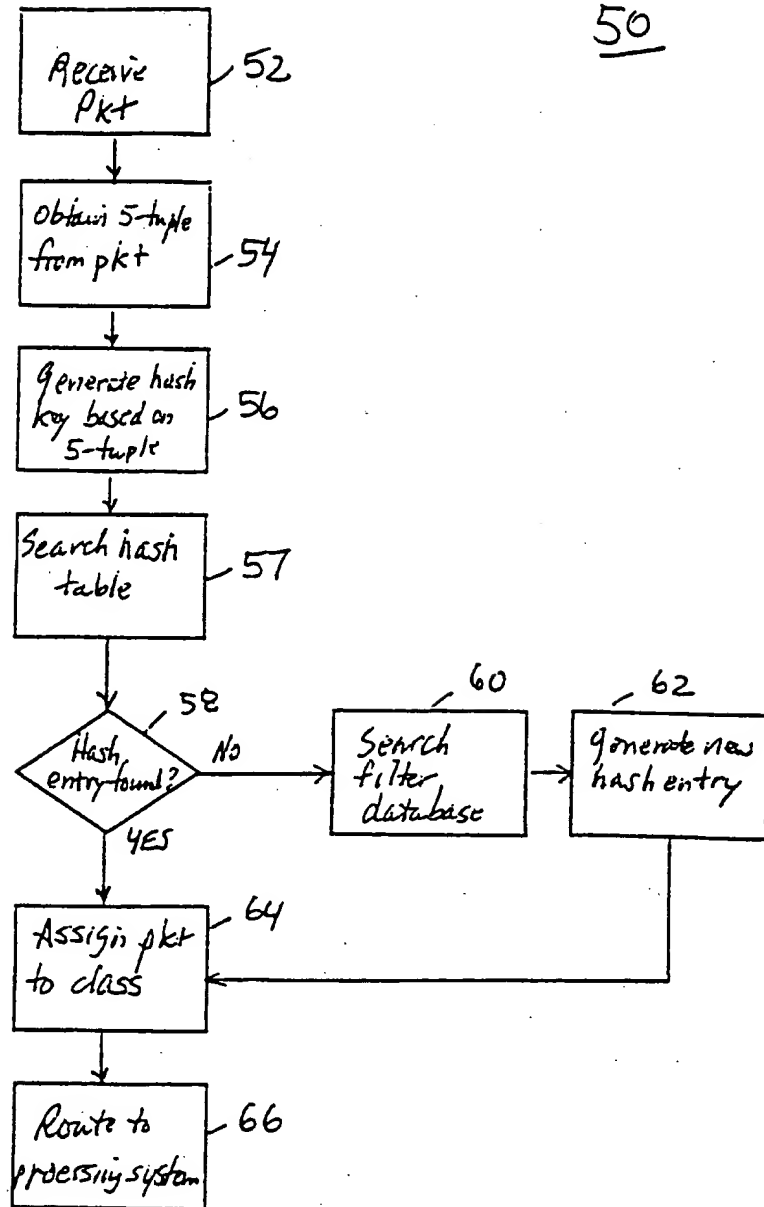 50
Receive
Pkt
52
Obtain 5-tuple
from pkt
54
generate hash
key based on
5-tuple
56
Search hash
table
57
Hash
entry found?
58
No
YES
Search
filter
database
60
generate new
hash entry
62
Assign pkt
to class
64
Route to
processing system
66